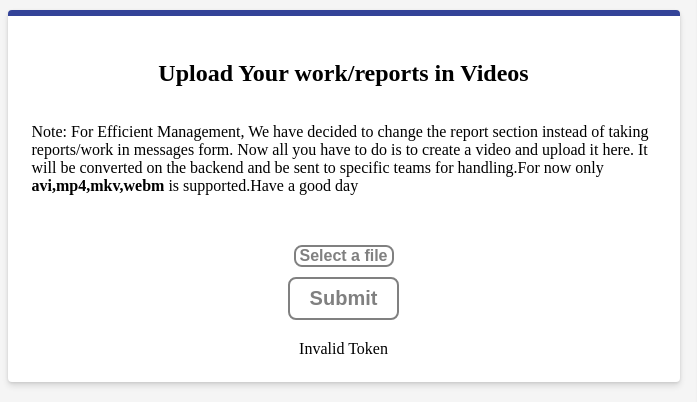 Upload Your work/reports in Videos
Note: For Efficient Management, We have decided to change the report section instead of taking
reports/work in messages form. Now all you have to do is to create a video and upload it here. It
will be converted on the backend and be sent to specific teams for handling.For now only
avi,mp4,mkv,webm is supported.Have a good day
Select a file
Submit
Invalid Token